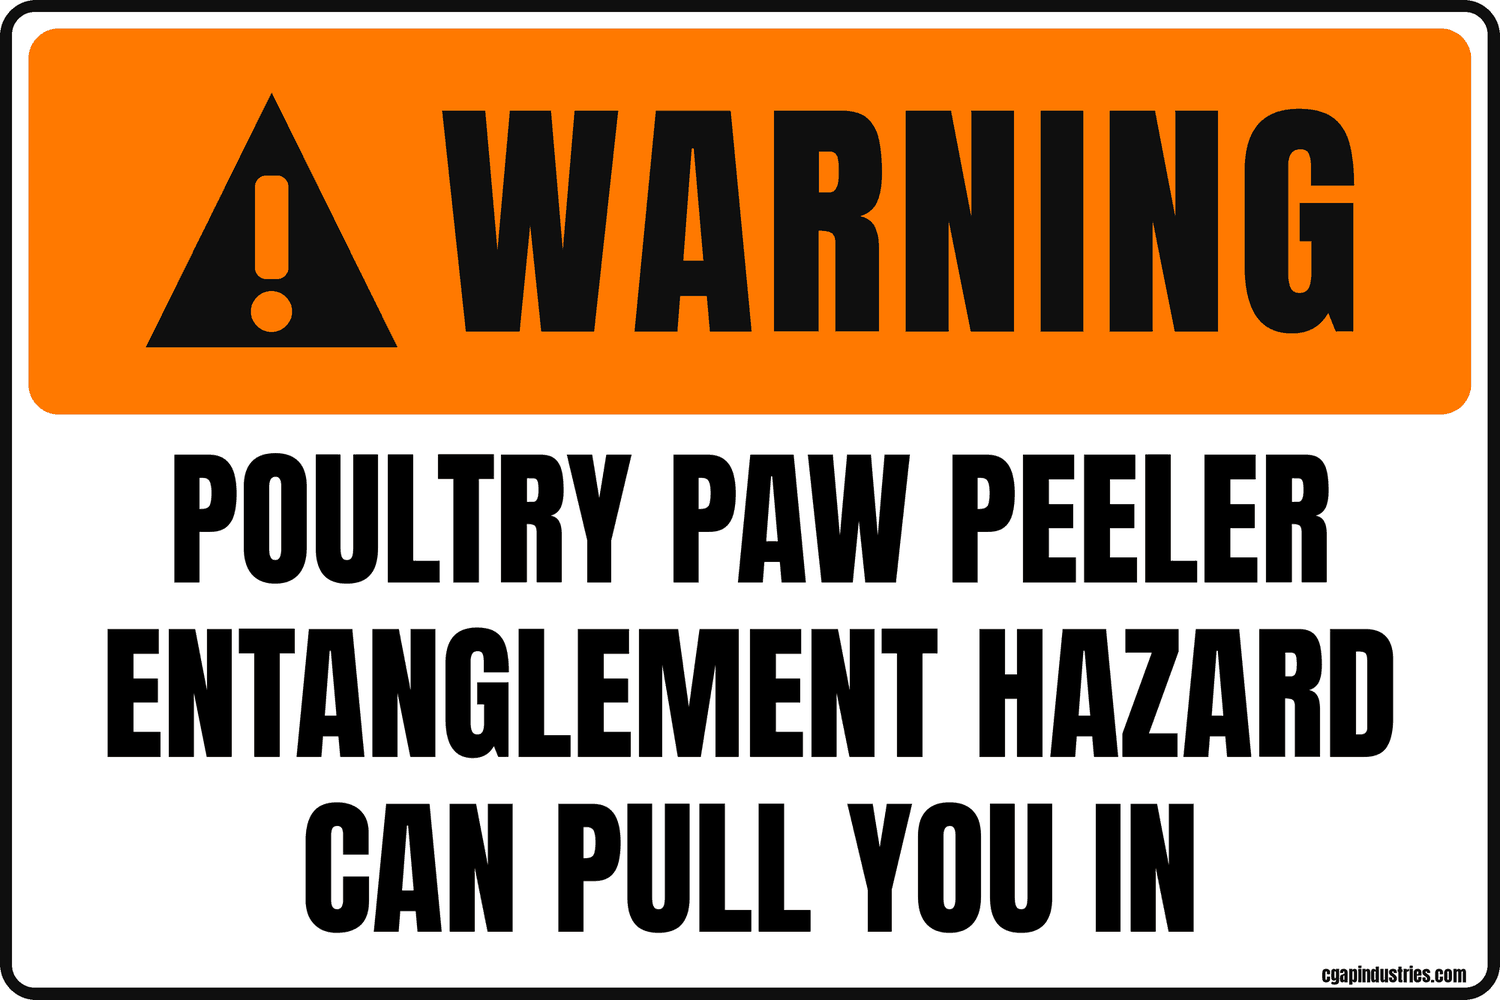 WARNING
POULTRY PAW PEELER
ENTANGLEMENT HAZARD
CAN PULL YOU IN
cgapindustries.com